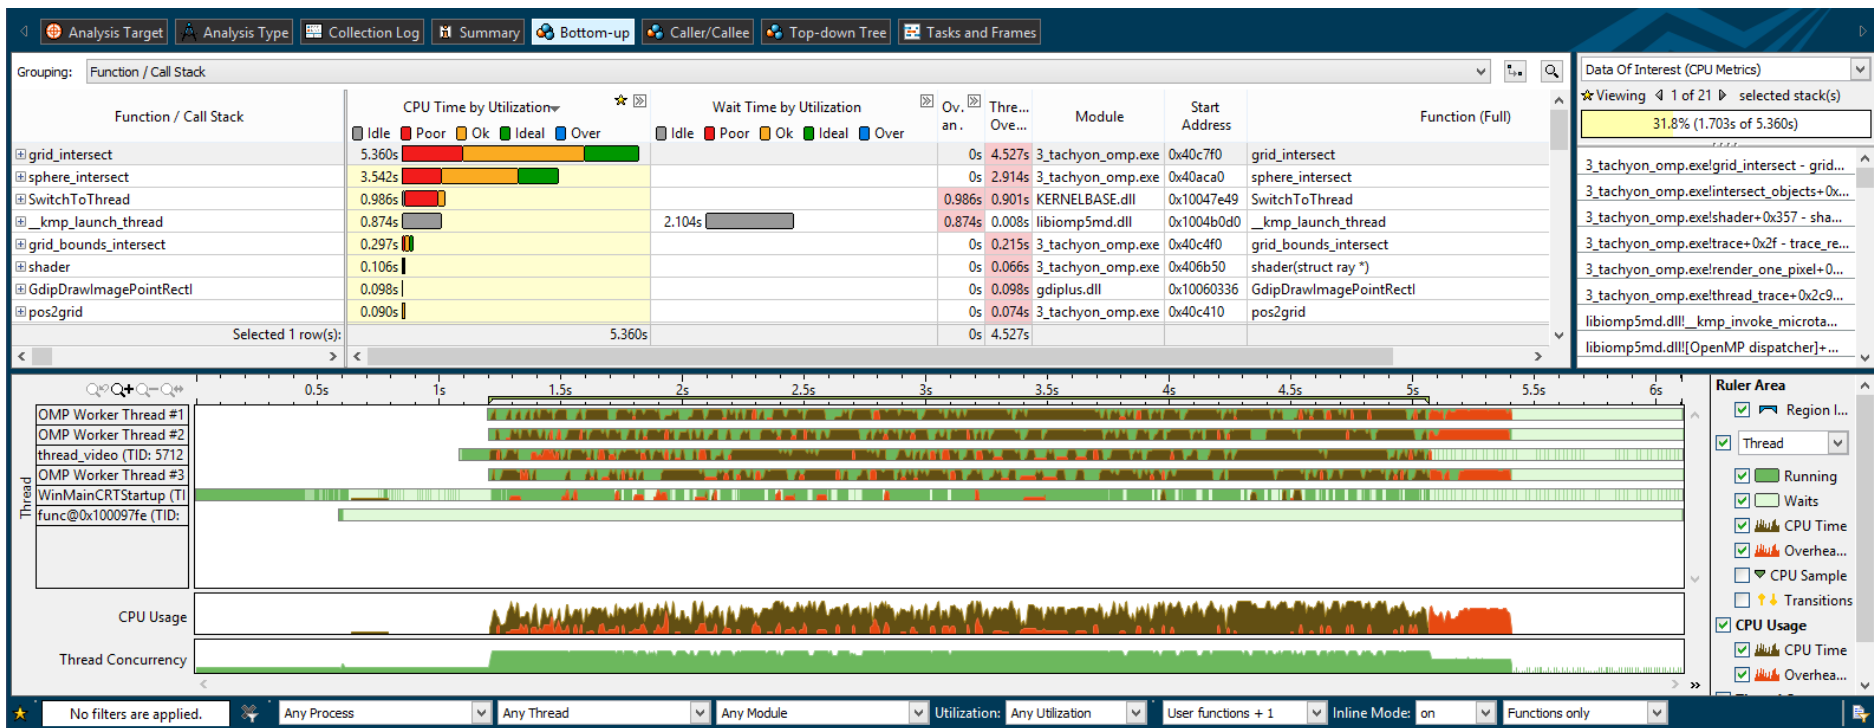 Analysis Target Analysis Type Collection Log Summary Bottom-up Caller/Callee Top-down Tree Tasks and Frames
Grouping: Function / Call Stack
Function / Call Stack
CPU Time by Utilization
Idle Poor Ok Ideal Over
Wait Time by Utilization
Idle Poor Ok Ideal Over
Ov. an.
Thre... Ove...
Module
Start Address
Function (Full)
grid_intersect 5.360s 0s 4.527s 3_tachyon_omp.exe 0x40c7f0 grid_intersect
sphere_intersect 3.542s 0s 2.914s 3_tachyon_omp.exe 0x40aca0 sphere_intersect
SwitchToThread 0.986s 0.986s 0.901s KERNELBASE.dll 0x10047e49 SwitchToThread
__kmp_launch_thread 0.874s 2.104s 0.874s 0.008s libiomp5md.dll 0x1004b0d0 __kmp_launch_thread
grid_bounds_intersect 0.297s 0s 0.215s 3_tachyon_omp.exe 0x40c4f0 grid_bounds_intersect
shader 0.106s 0s 0.066s 3_tachyon_omp.exe 0x406b50 shader(struct ray *)
GdipDrawImagePointRectI 0.098s 0s 0.098s gdiplus.dll 0x10060336 GdipDrawImagePointRectI
pos2grid 0.090s 0s 0.074s 3_tachyon_omp.exe 0x40c410 pos2grid
Selected 1 row(s): 5.360s 0s 4.527s
Data Of Interest (CPU Metrics)
Viewing 1 of 21 selected stack(s)
31.8% (1.703s of 5.360s)
3_tachyon_omp.exe!grid_intersect - grid...
3_tachyon_omp.exe!intersect_objects+0x...
3_tachyon_omp.exe!shader+0x357 - sha...
3_tachyon_omp.exe!trace+0x2f - trace_re...
3_tachyon_omp.exe!render_one_pixel+0...
3_tachyon_omp.exe!thread_trace+0x2c9...
libiomp5md.dll!__kmp_invoke_microta...
libiomp5md.dll![OpenMP dispatcher]+...
0.5s 1s 1.5s 2s 2.5s 3s 3.5s 4s 4.5s 5s 5.5s 6s
Thread
OMP Worker Thread #1
OMP Worker Thread #2
thread_video (TID: 5712
OMP Worker Thread #3
WinMainCRTStartup (TI
func@0x100097fe (TID:
CPU Usage
Thread Concurrency
Ruler Area
Region I...
Thread
Running
Waits
CPU Time
Overhea...
CPU Sample
Transitions
CPU Usage
CPU Time
Overhea...
No filters are applied. Any Process Any Thread Any Module Utilization: Any Utilization User functions + 1 Inline Mode: on Functions only